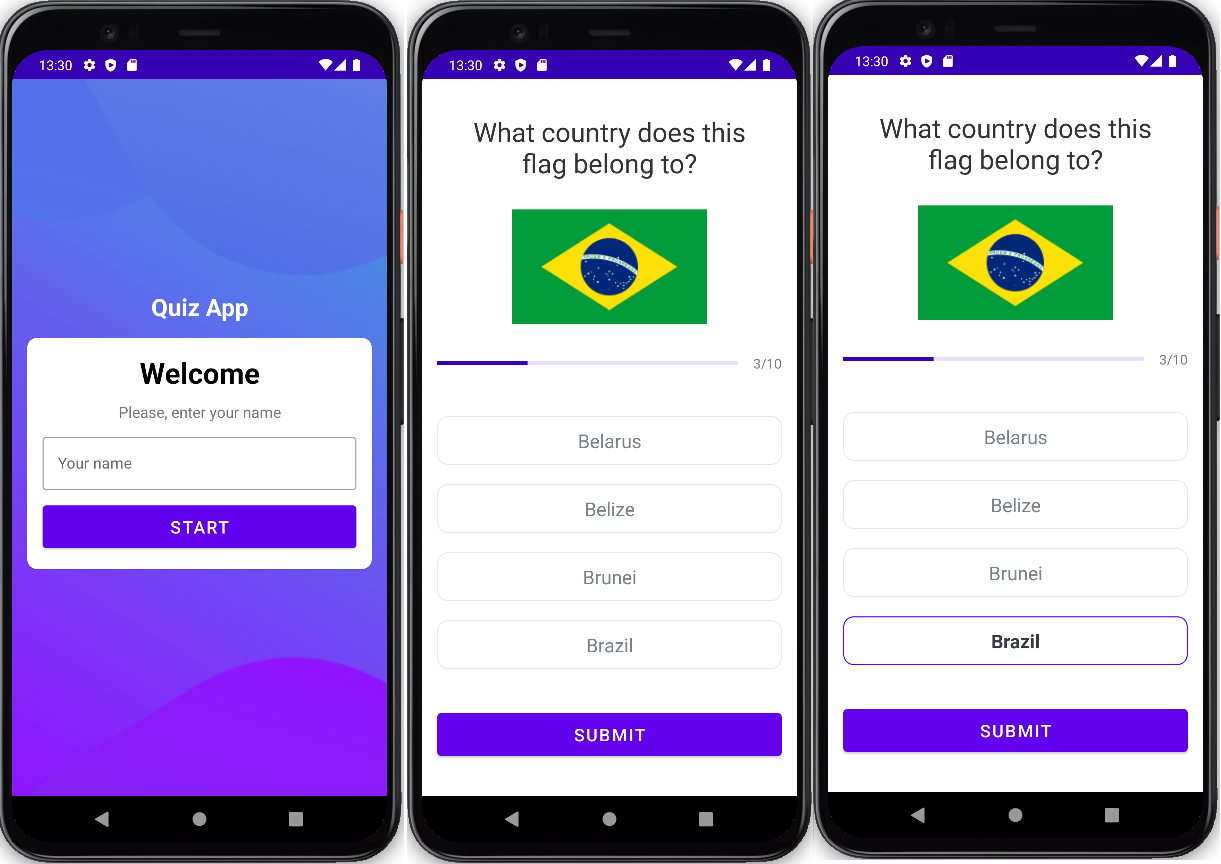 13:30
Quiz App
Welcome
Please, enter your name
Your name
START
13:30
What country does this
flag belong to?
3/10
Belarus
Belize
Brunei
Brazil
SUBMIT
13:30
What country does this
flag belong to?
3/10
Belarus
Belize
Brunei
Brazil
SUBMIT